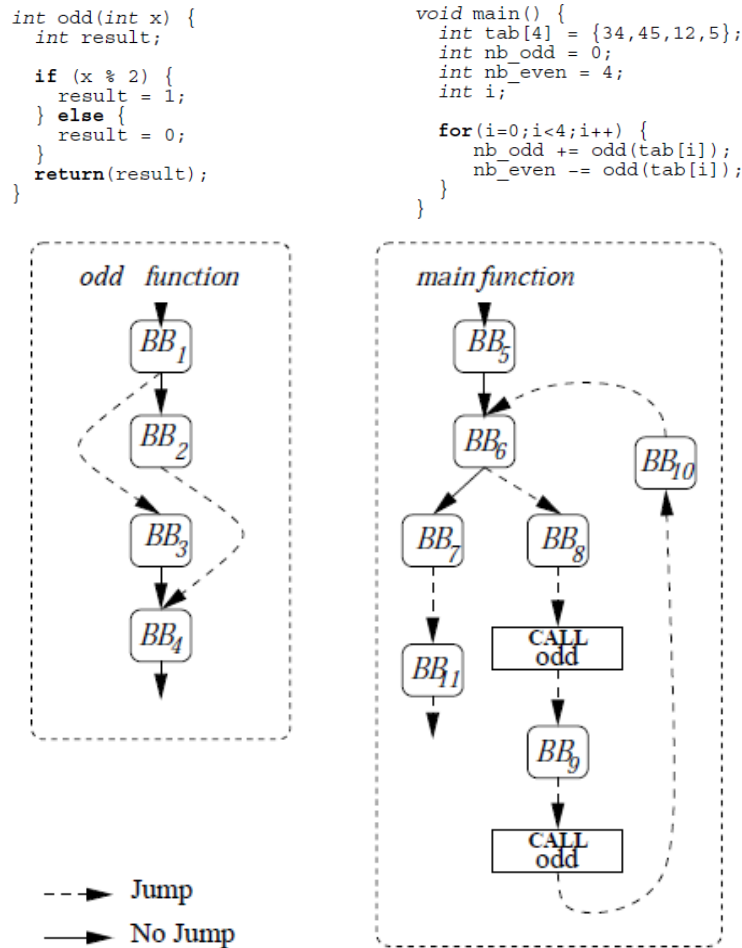 int odd(int x) {
  int result;

  if (x % 2) {
    result = 1;
  } else {
    result = 0;
  }
  return(result);
}
void main() {
  int tab[4] = {34,45,12,5};
  int nb_odd = 0;
  int nb_even = 4;
  int i;

  for(i=0;i<4;i++) {
     nb_odd += odd(tab[i]);
     nb_even -= odd(tab[i]);
  }
}
odd function
BB1
BB2
BB3
BB4
main function
BB5
BB6
BB10
BB7
BB8
CALL
odd
BB11
BB9
CALL
odd
Jump
No Jump